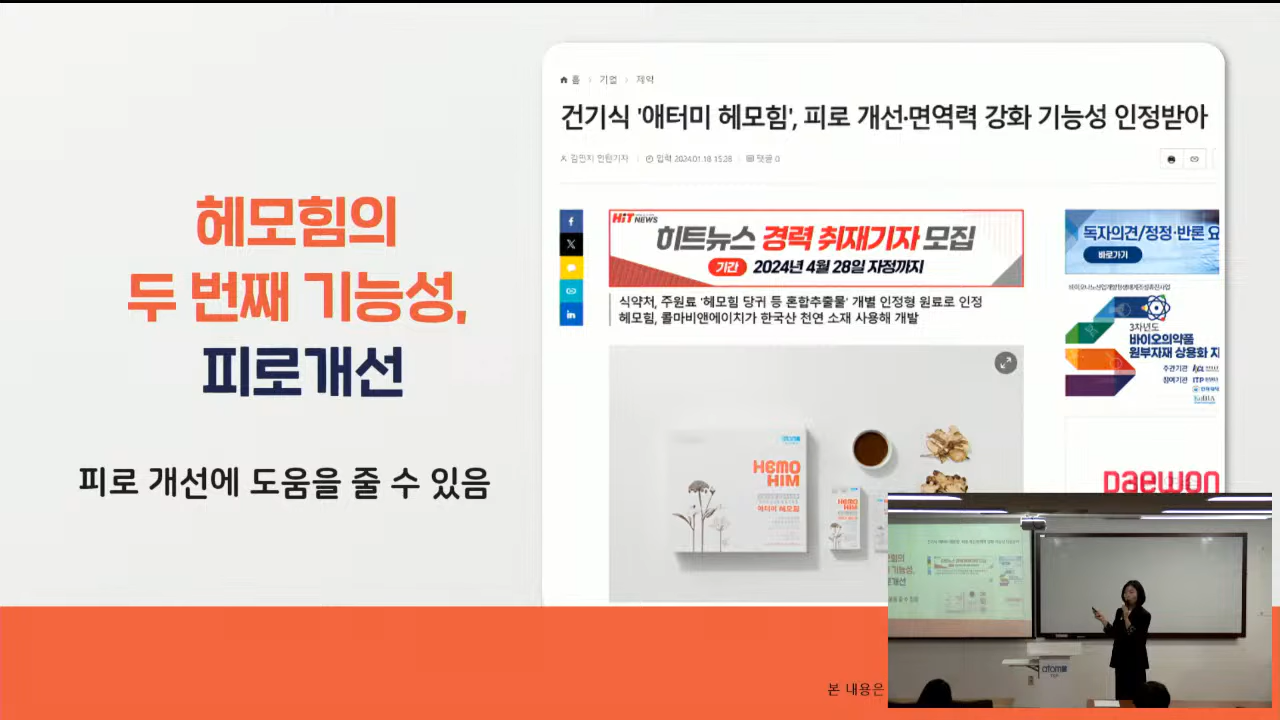 헤모힘의
두 번째 기능성,
피로개선
피로 개선에 도움을 줄 수 있음
홈 > 기업 > 제약
건기식 '애터미 헤모힘', 피로 개선·면역력 강화 기능성 인정받아
입력 2024.01.18 15:28 댓글 0
HiT NEWS
히트뉴스 경력 취재기자 모집
기간 2024년 4월 28일 자정까지
식약처, 주원료 '헤모힘 당귀 등 혼합추출물' 개별 인정형 원료로 인정
헤모힘, 콜마비앤에이치가 한국산 천연 소재 사용해 개발
독자의견/정정·반론 요
바로가기
3차년도
바이오의약품
원부자재 상용화 지
주관기관
참여기관 ITP
KoBIA
HEMO
HIM
애터미 헤모힘
DAEWON
본 내용은
atom